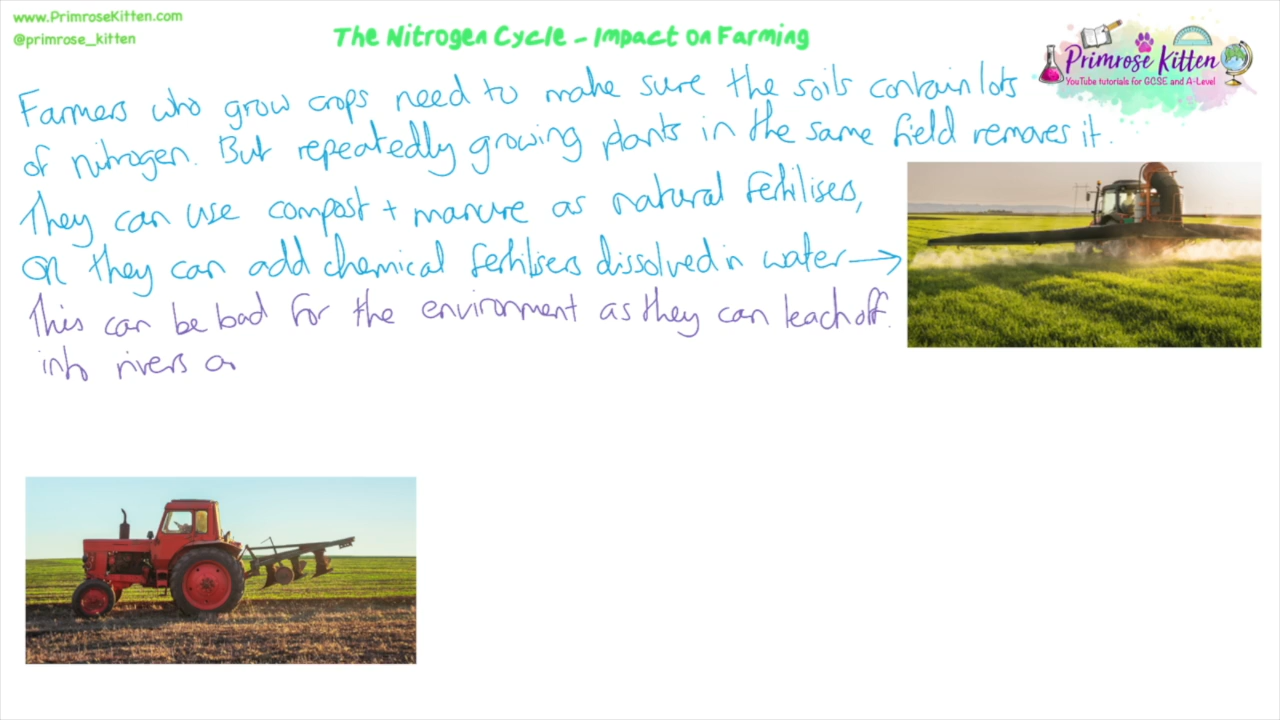 www.PrimroseKitten.com
@primrose_kitten
The Nitrogen Cycle - Impact on Farming
Primrose Kitten
YouTube tutorials for GCSE and A-Level
Farmers who grow crops need to make sure the soils contain lots
of nitrogen. But repeatedly growing plants in the same field removes it.
They can use compost + manure as natural fertilisers,
OR they can add chemical fertilisers dissolved in water →
This can be bad for the environment as they can leach off.
into rivers a